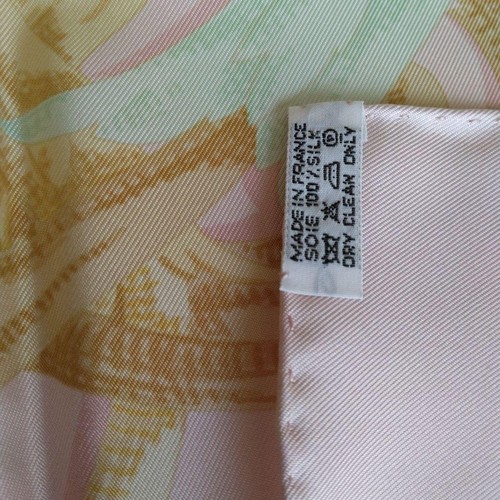 MADE IN FRANCE
SOIE 100% SILK
P
DRY CLEAN ONLY